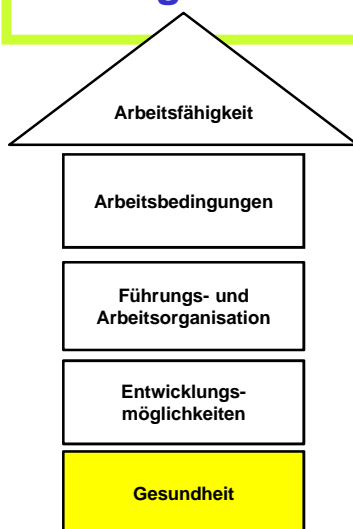 Arbeitsfähigkeit
Arbeitsbedingungen
Führungs- und
Arbeitsorganisation
Entwicklungs-
möglichkeiten
Gesundheit